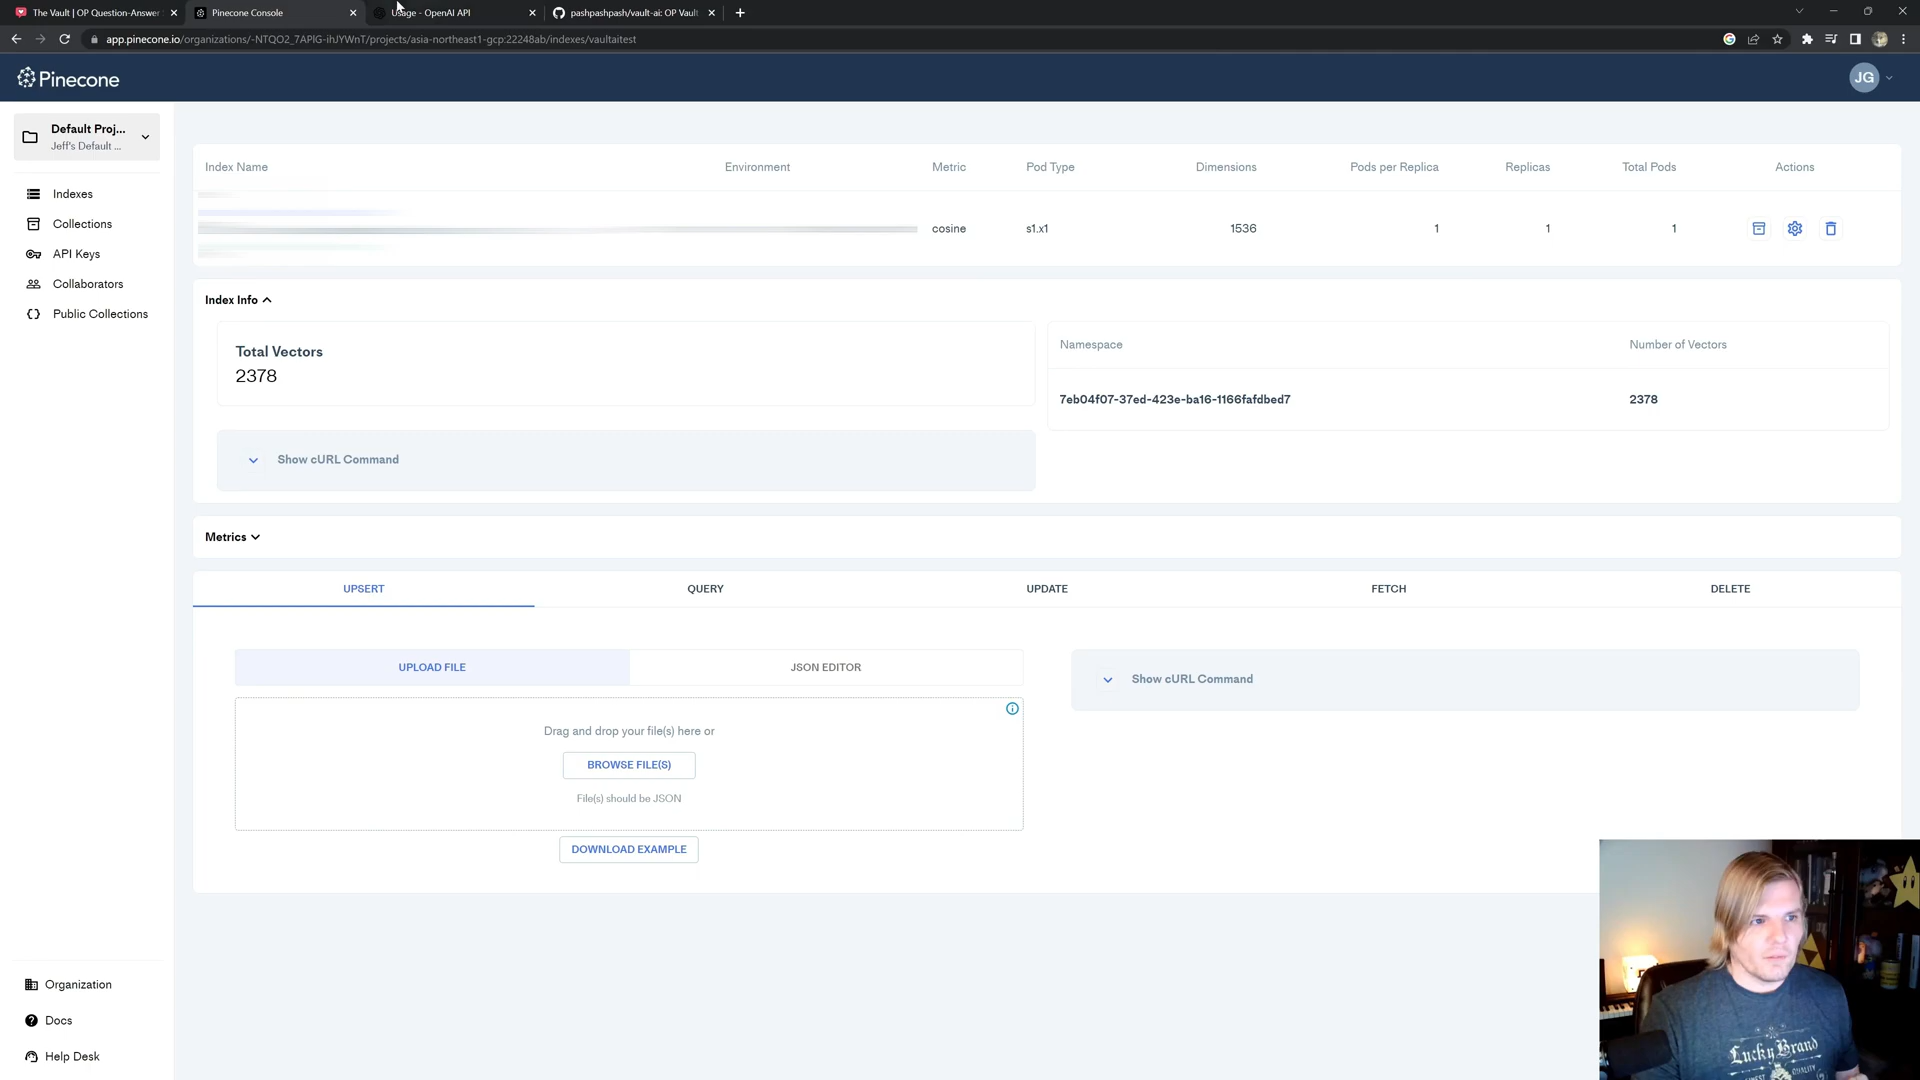 The Vault | OP Question-Answer
Pinecone Console
Usage - OpenAI API
pashpashpash/vault-ai: OP Vaul
app.pinecone.io/organizations/-NTQO2_7APlG-ihJYWnT/projects/asia-northeast1-gcp:22248ab/indexes/vaultaitest
Pinecone
JG
Default Proj...
Jeff's Default ...
Indexes
Collections
API Keys
Collaborators
Public Collections
Index Name
Environment
Metric
Pod Type
Dimensions
Pods per Replica
Replicas
Total Pods
Actions
cosine
s1.x1
1536
1
1
1
Index Info
Total Vectors
2378
Namespace
Number of Vectors
7eb04f07-37ed-423e-ba16-1166fafdbed7
2378
Show cURL Command
Metrics
UPSERT
QUERY
UPDATE
FETCH
DELETE
UPLOAD FILE
JSON EDITOR
Show cURL Command
Drag and drop your file(s) here or
BROWSE FILE(S)
File(s) should be JSON
DOWNLOAD EXAMPLE
Organization
Docs
Help Desk
Lucky Brand